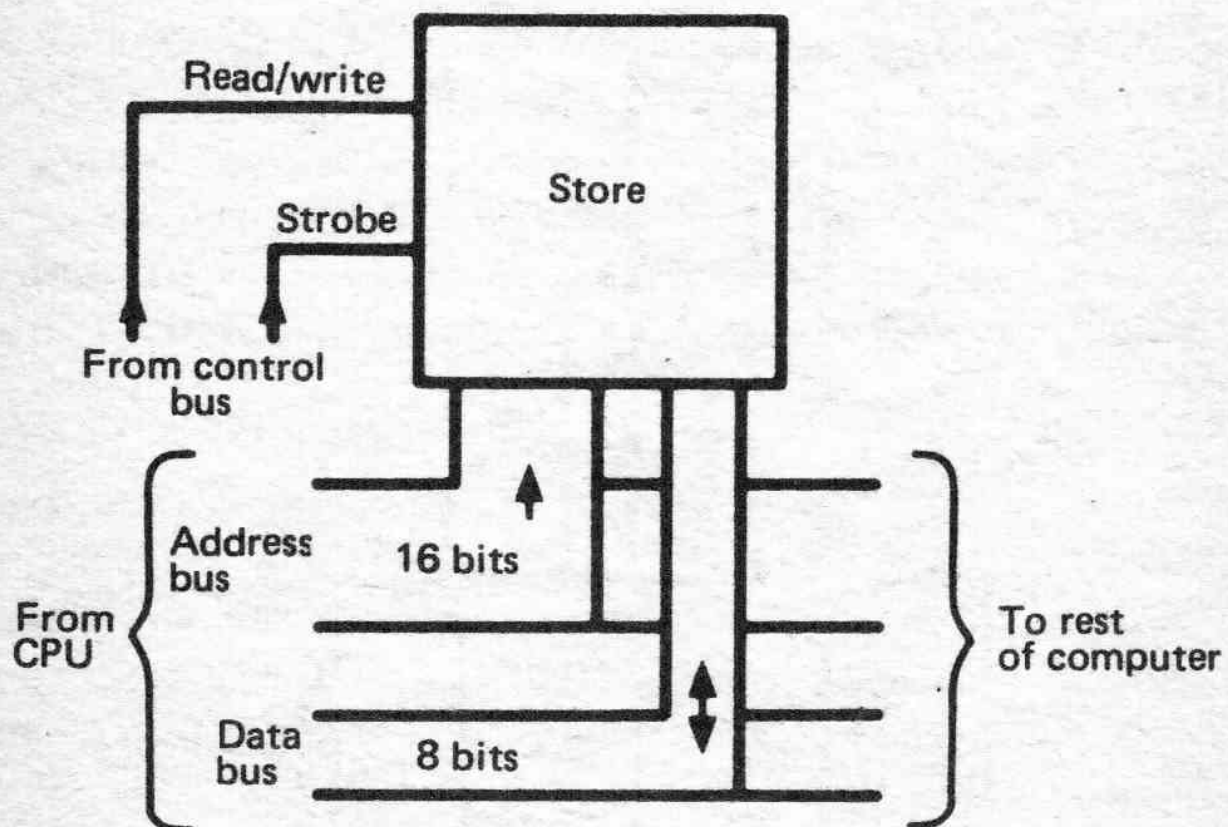 Read/write
Store
Strobe
From control
bus
Address
bus
16 bits
From
CPU
To rest
of computer
Data
bus
8 bits